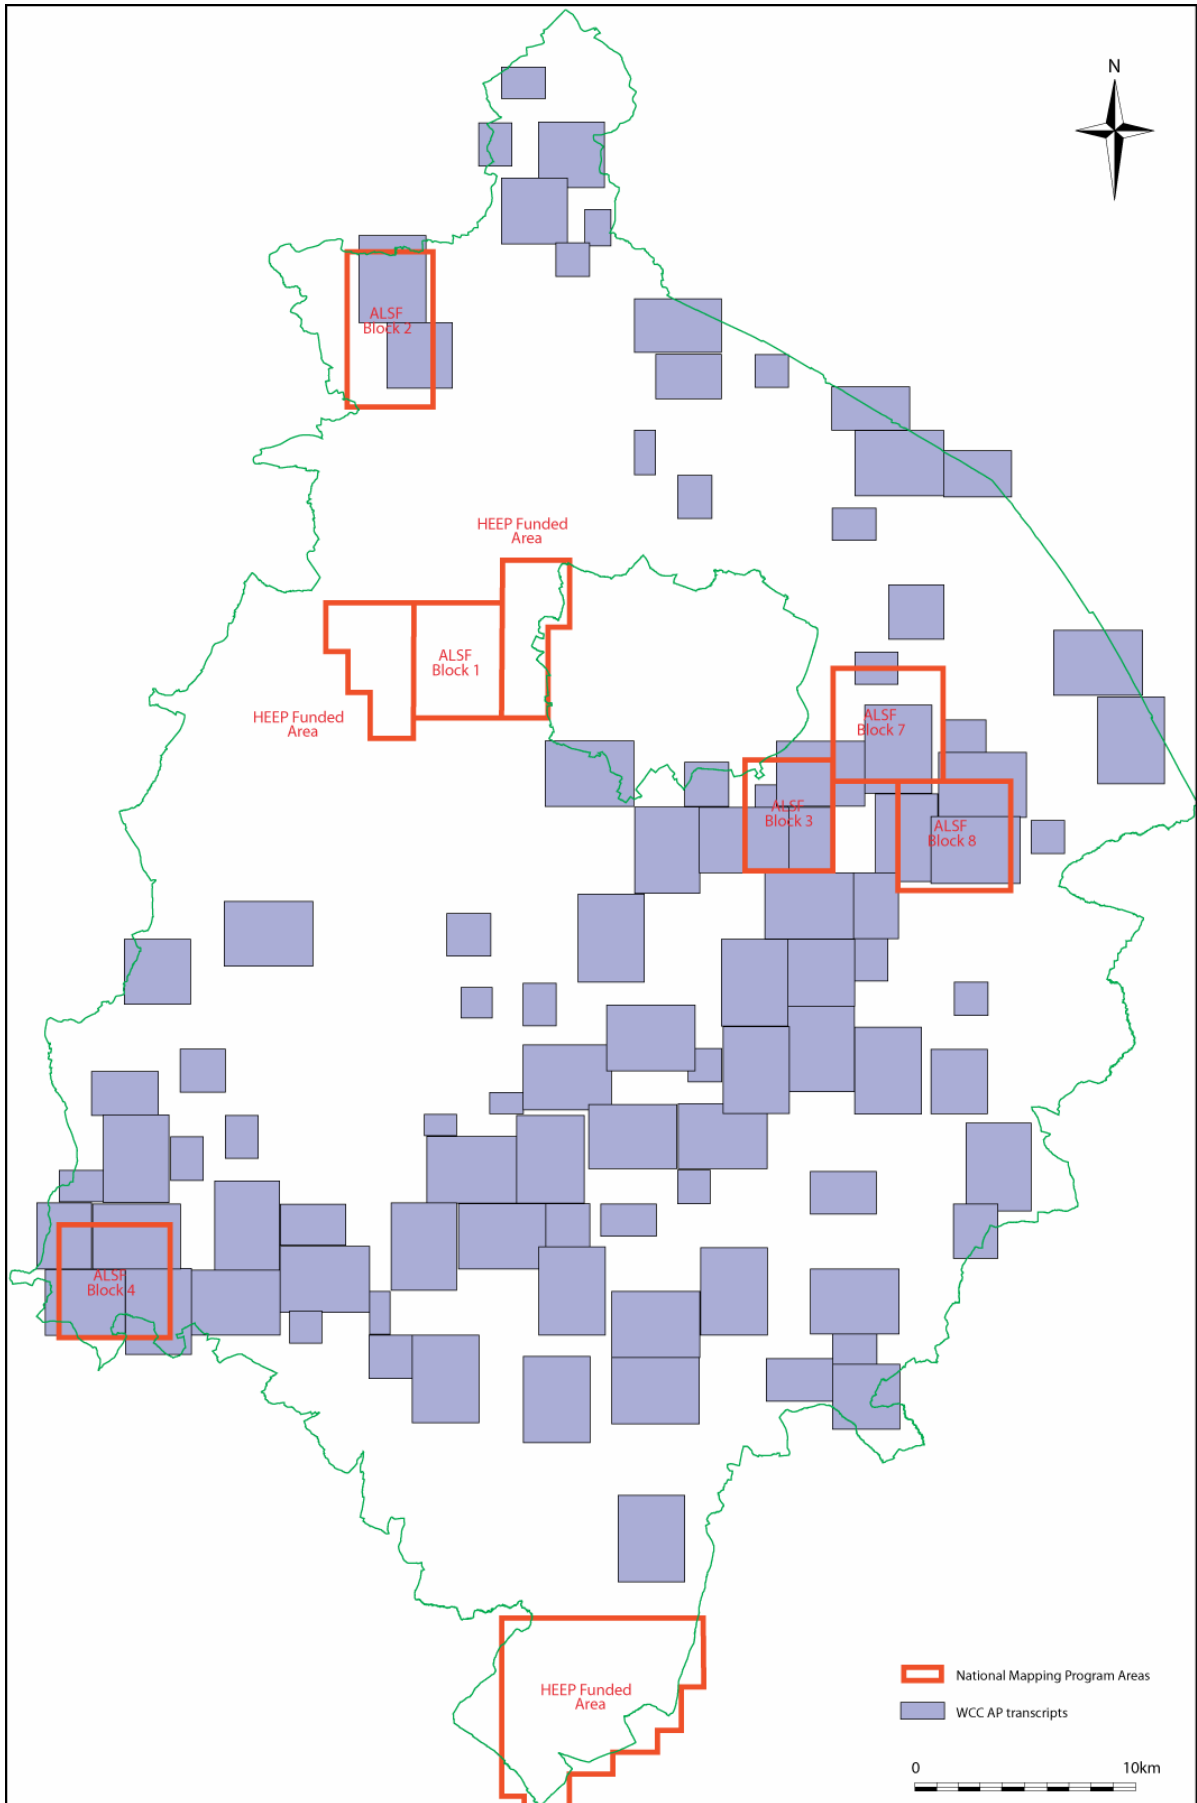 N
ALSF
Block 2
HEEP Funded
Area
ALSF
Block 1
HEEP Funded
Area
ALSF
Block 7
ALSF
Block 3
ALSF
Block 8
ALSF
Block 4
HEEP Funded
Area
National Mapping Program Areas
WCC AP transcripts
0 10km